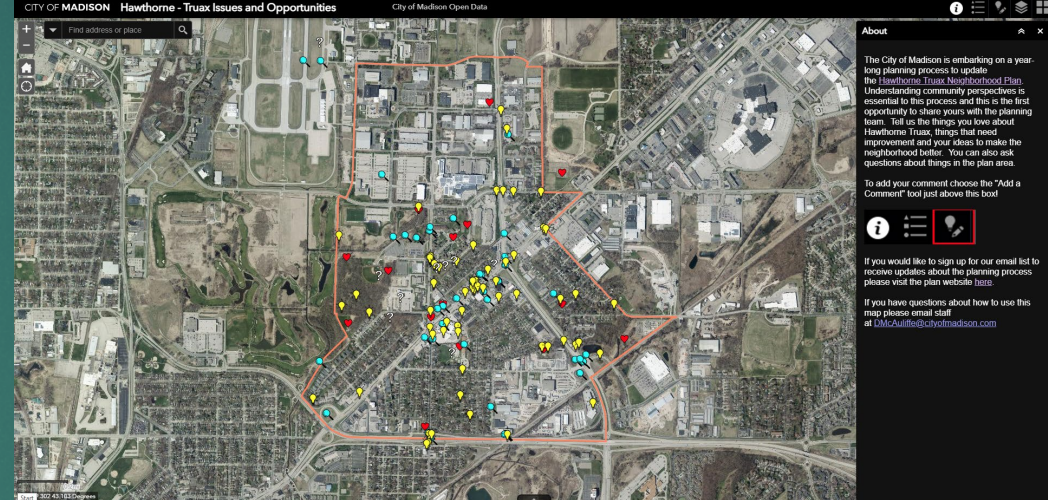 CITY OF MADISON Hawthorne - Truax Issues and Opportunities City of Madison Open Data
+
Find address or place
−
About
The City of Madison is embarking on a year-
long planning process to update
the Hawthorne Truax Neighborhood Plan.
Understanding community perspectives is
essential to this process and this is the first
opportunity to share yours with the planning
team. Tell us the things you love about
Hawthorne Truax, things that need
improvement and your ideas to make the
neighborhood better. You can also ask
questions about things in the plan area.
To add your comment choose the "Add a
Comment" tool just above this box!
If you would like to sign up for our email list to
receive updates about the planning process
please visit the plan website here.
If you have questions about how to use this
map please email staff
at DMcAuliffe@cityofmadison.com
Start
Degrees